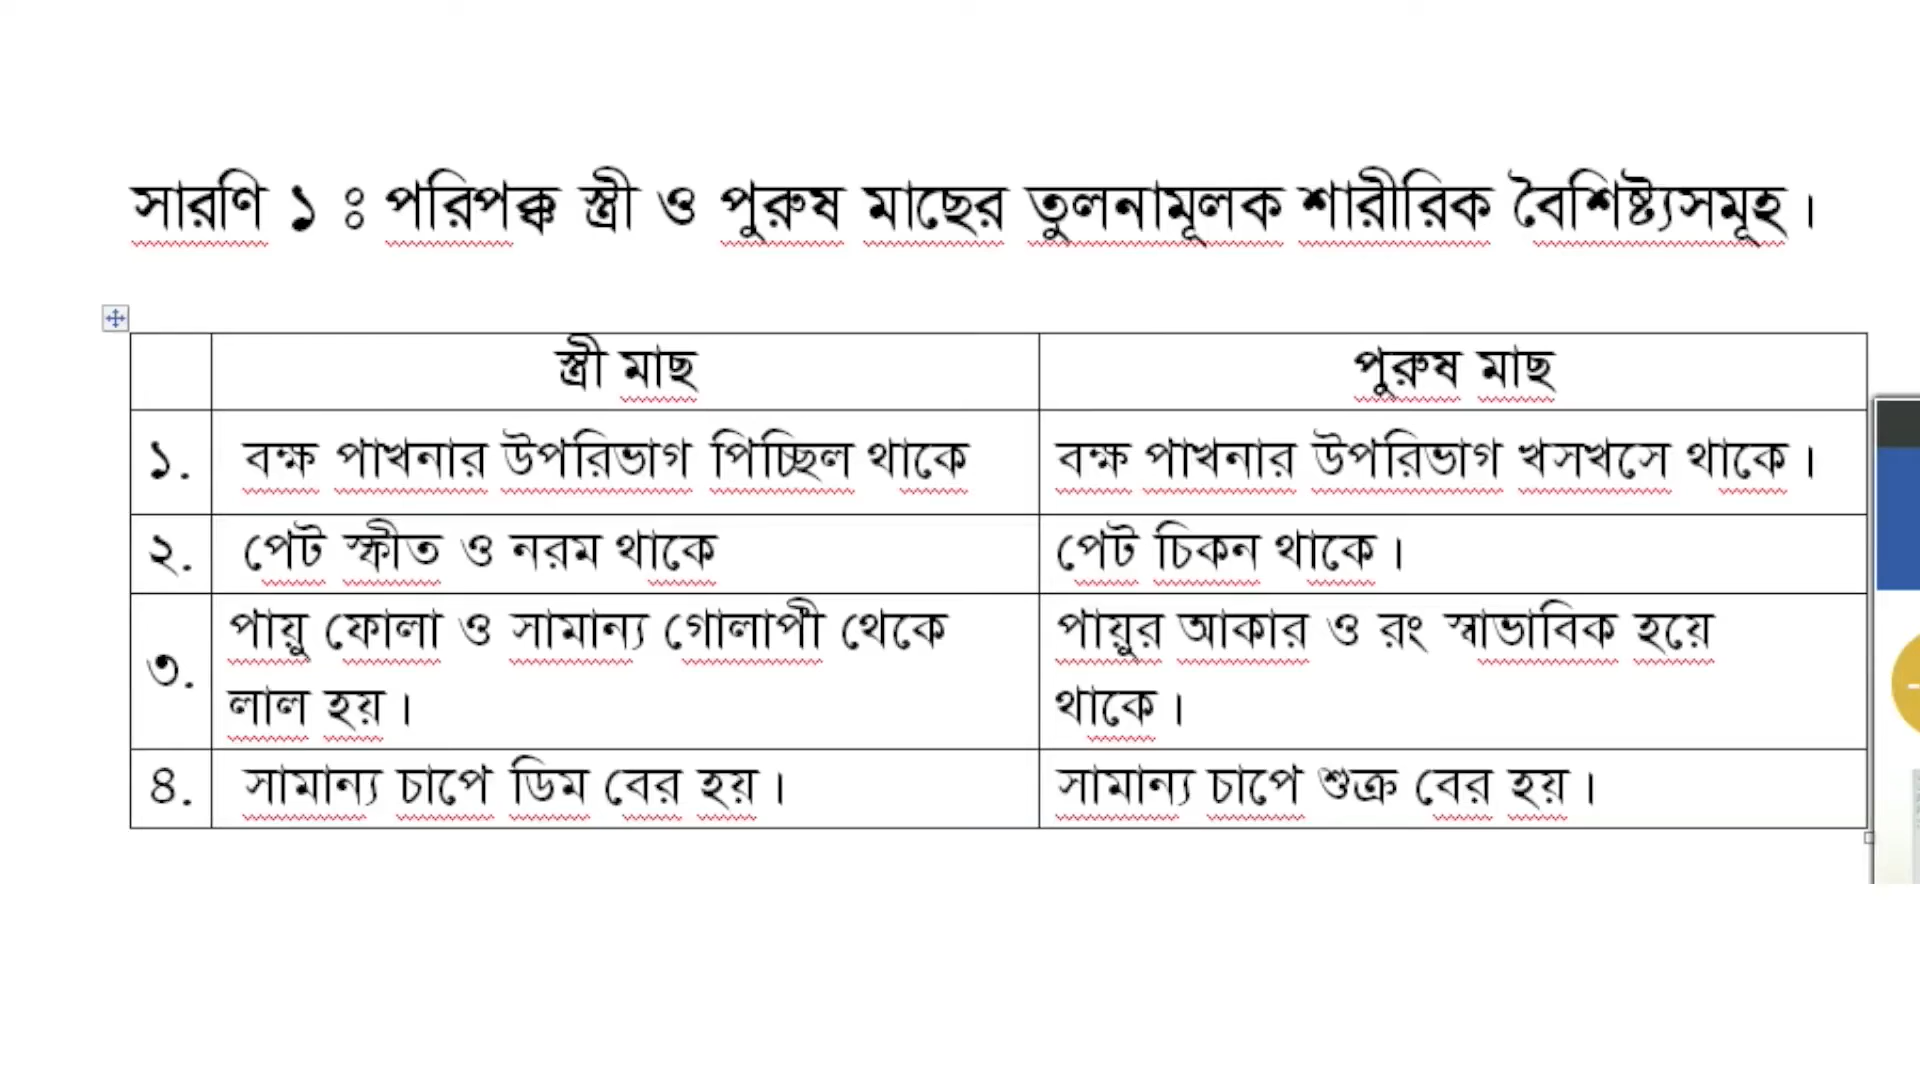 সারণি ১ ঃ পরিপক্ক স্ত্রী ও পুরুষ মাছের তুলনামূলক শারীরিক বৈশিষ্ট্যসমূহ।
স্ত্রী মাছ পুরুষ মাছ
১. বক্ষ পাখনার উপরিভাগ পিচ্ছিল থাকে বক্ষ পাখনার উপরিভাগ খসখসে থাকে।
২. পেট স্ফীত ও নরম থাকে পেট চিকন থাকে।
৩. পায়ু ফোলা ও সামান্য গোলাপী থেকে
লাল হয়।
পায়ুর আকার ও রং স্বাভাবিক হয়ে
থাকে।
৪. সামান্য চাপে ডিম বের হয়। সামান্য চাপে শুক্র বের হয়।